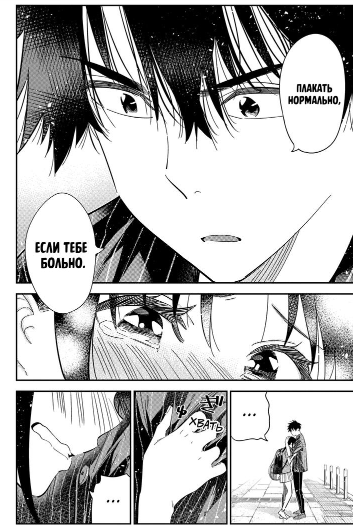 ПЛАКАТЬ
НОРМАЛЬНО,
ЕСЛИ ТЕБЕ
БОЛЬНО.
ХВАТЬ
...
...